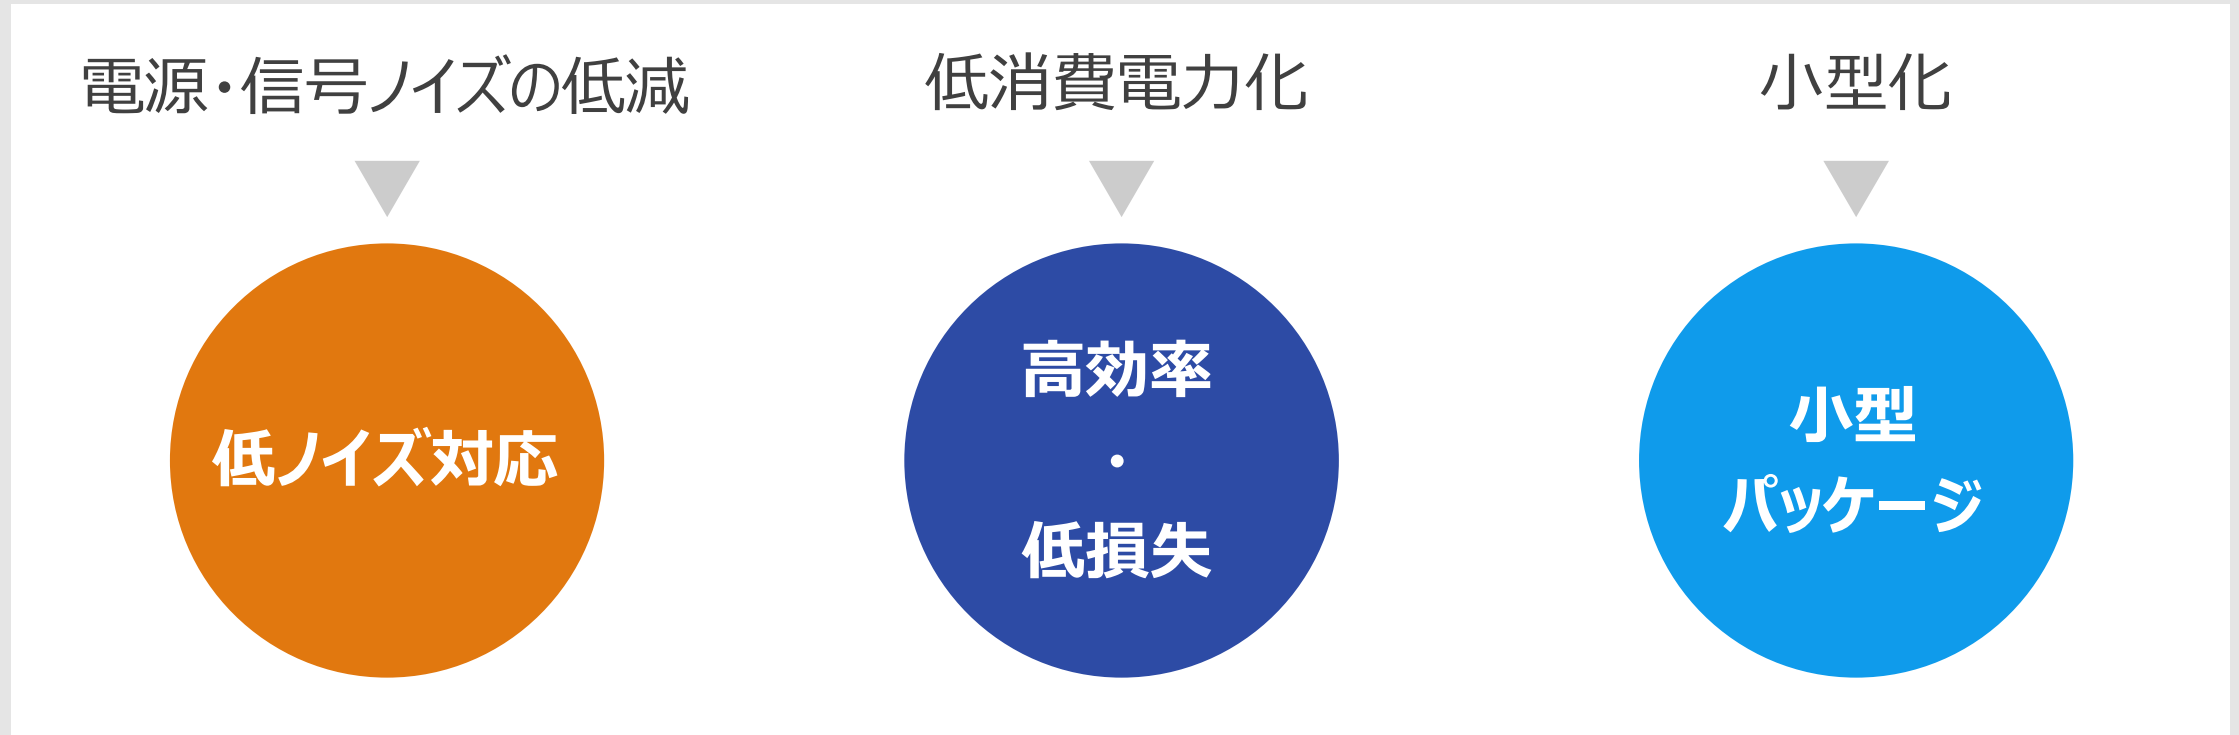 電源・信号ノイズの低減
低ノイズ対応
低消費電力化
高効率
・
低損失
小型化
小型
パッケージ